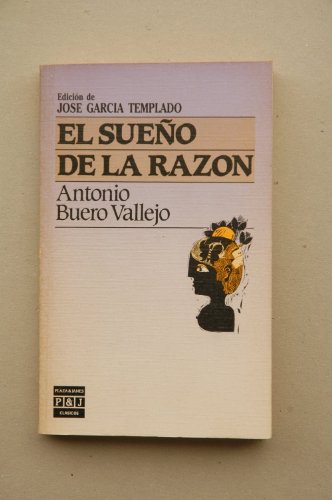 Edición de
JOSE GARCIA TEMPLADO
EL SUEÑO
DE LA RAZON
Antonio
Buero Vallejo
PLAZA & JANES
P&J
CLASICOS